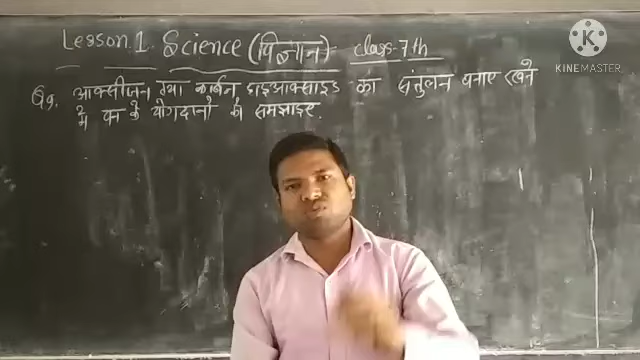 Lesson.1. Science (विज्ञान)- class-7th
Q9. आक्सीजन तथा कार्बन डाइआक्साइड का संतुलन बनाए रखने
में वन के योगदानो को समझाइए.
KINEMASTER